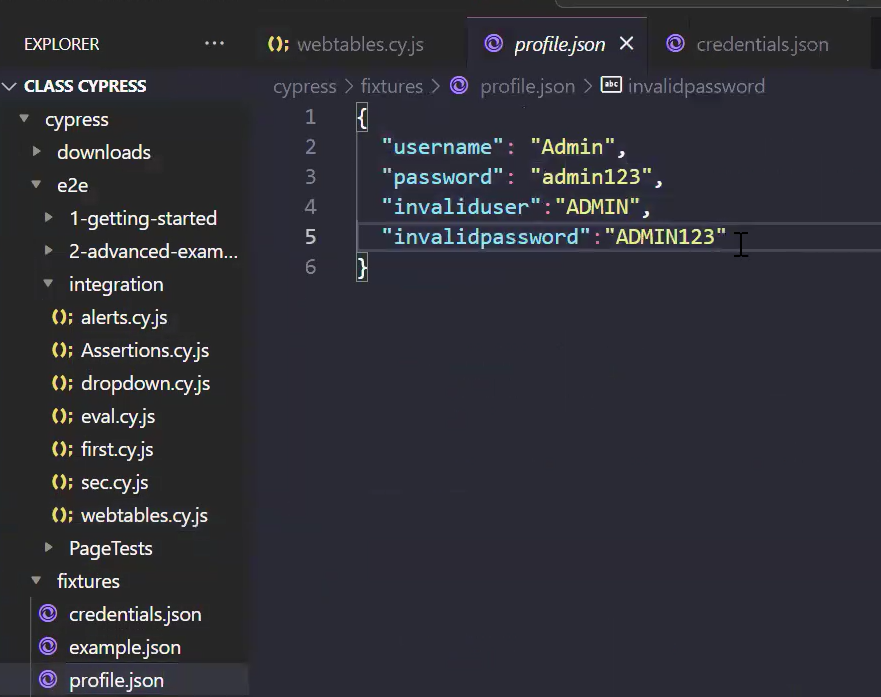 EXPLORER ...
webtables.cy.js profile.json credentials.json
CLASS CYPRESS
cypress > fixtures > profile.json > abc invalidpassword
cypress
downloads
e2e
1-getting-started
2-advanced-exam...
integration
alerts.cy.js
Assertions.cy.js
dropdown.cy.js
eval.cy.js
first.cy.js
sec.cy.js
webtables.cy.js
PageTests
fixtures
credentials.json
example.json
profile.json
1 {
2 "username": "Admin",
3 "password": "admin123",
4 "invaliduser":"ADMIN",
5 "invalidpassword":"ADMIN123"
6 }